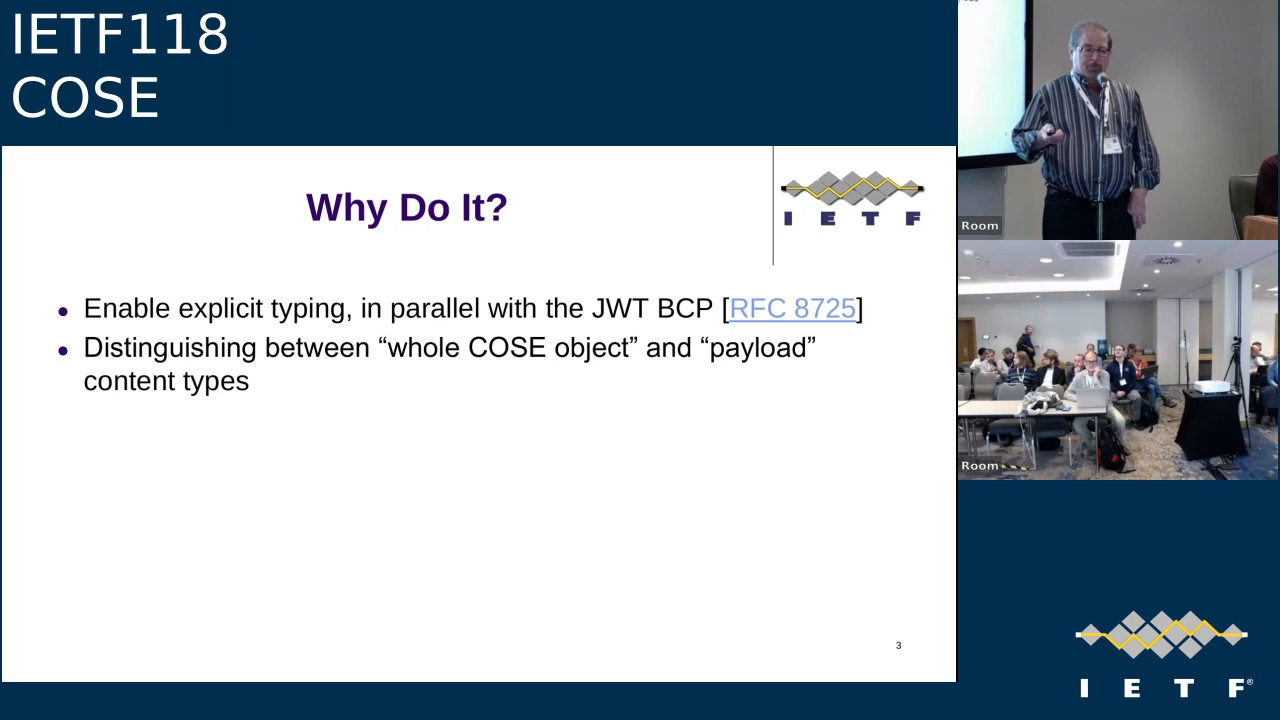 IETF118
COSE
Why Do It?
I E T F
• Enable explicit typing, in parallel with the JWT BCP [RFC 8725]
• Distinguishing between “whole COSE object” and “payload”
content types
3
Room
Room
I E T F®